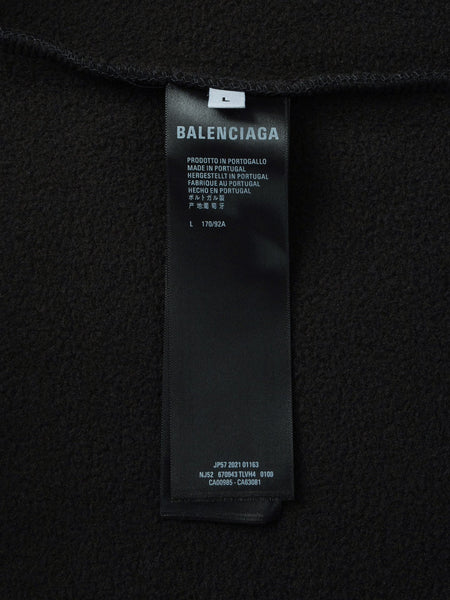 L
BALENCIAGA
PRODOTTO IN PORTOGALLO
MADE IN PORTUGAL
HERGESTELLT IN PORTUGAL
FABRIQUE AU PORTUGAL
HECHO EN PORTUGAL
ポルトガル製
产 地 葡 萄 牙
L 170/92A
JP57 2021 01163
NJ52 670943 TLVH4 0100
CA00985 - CA63081